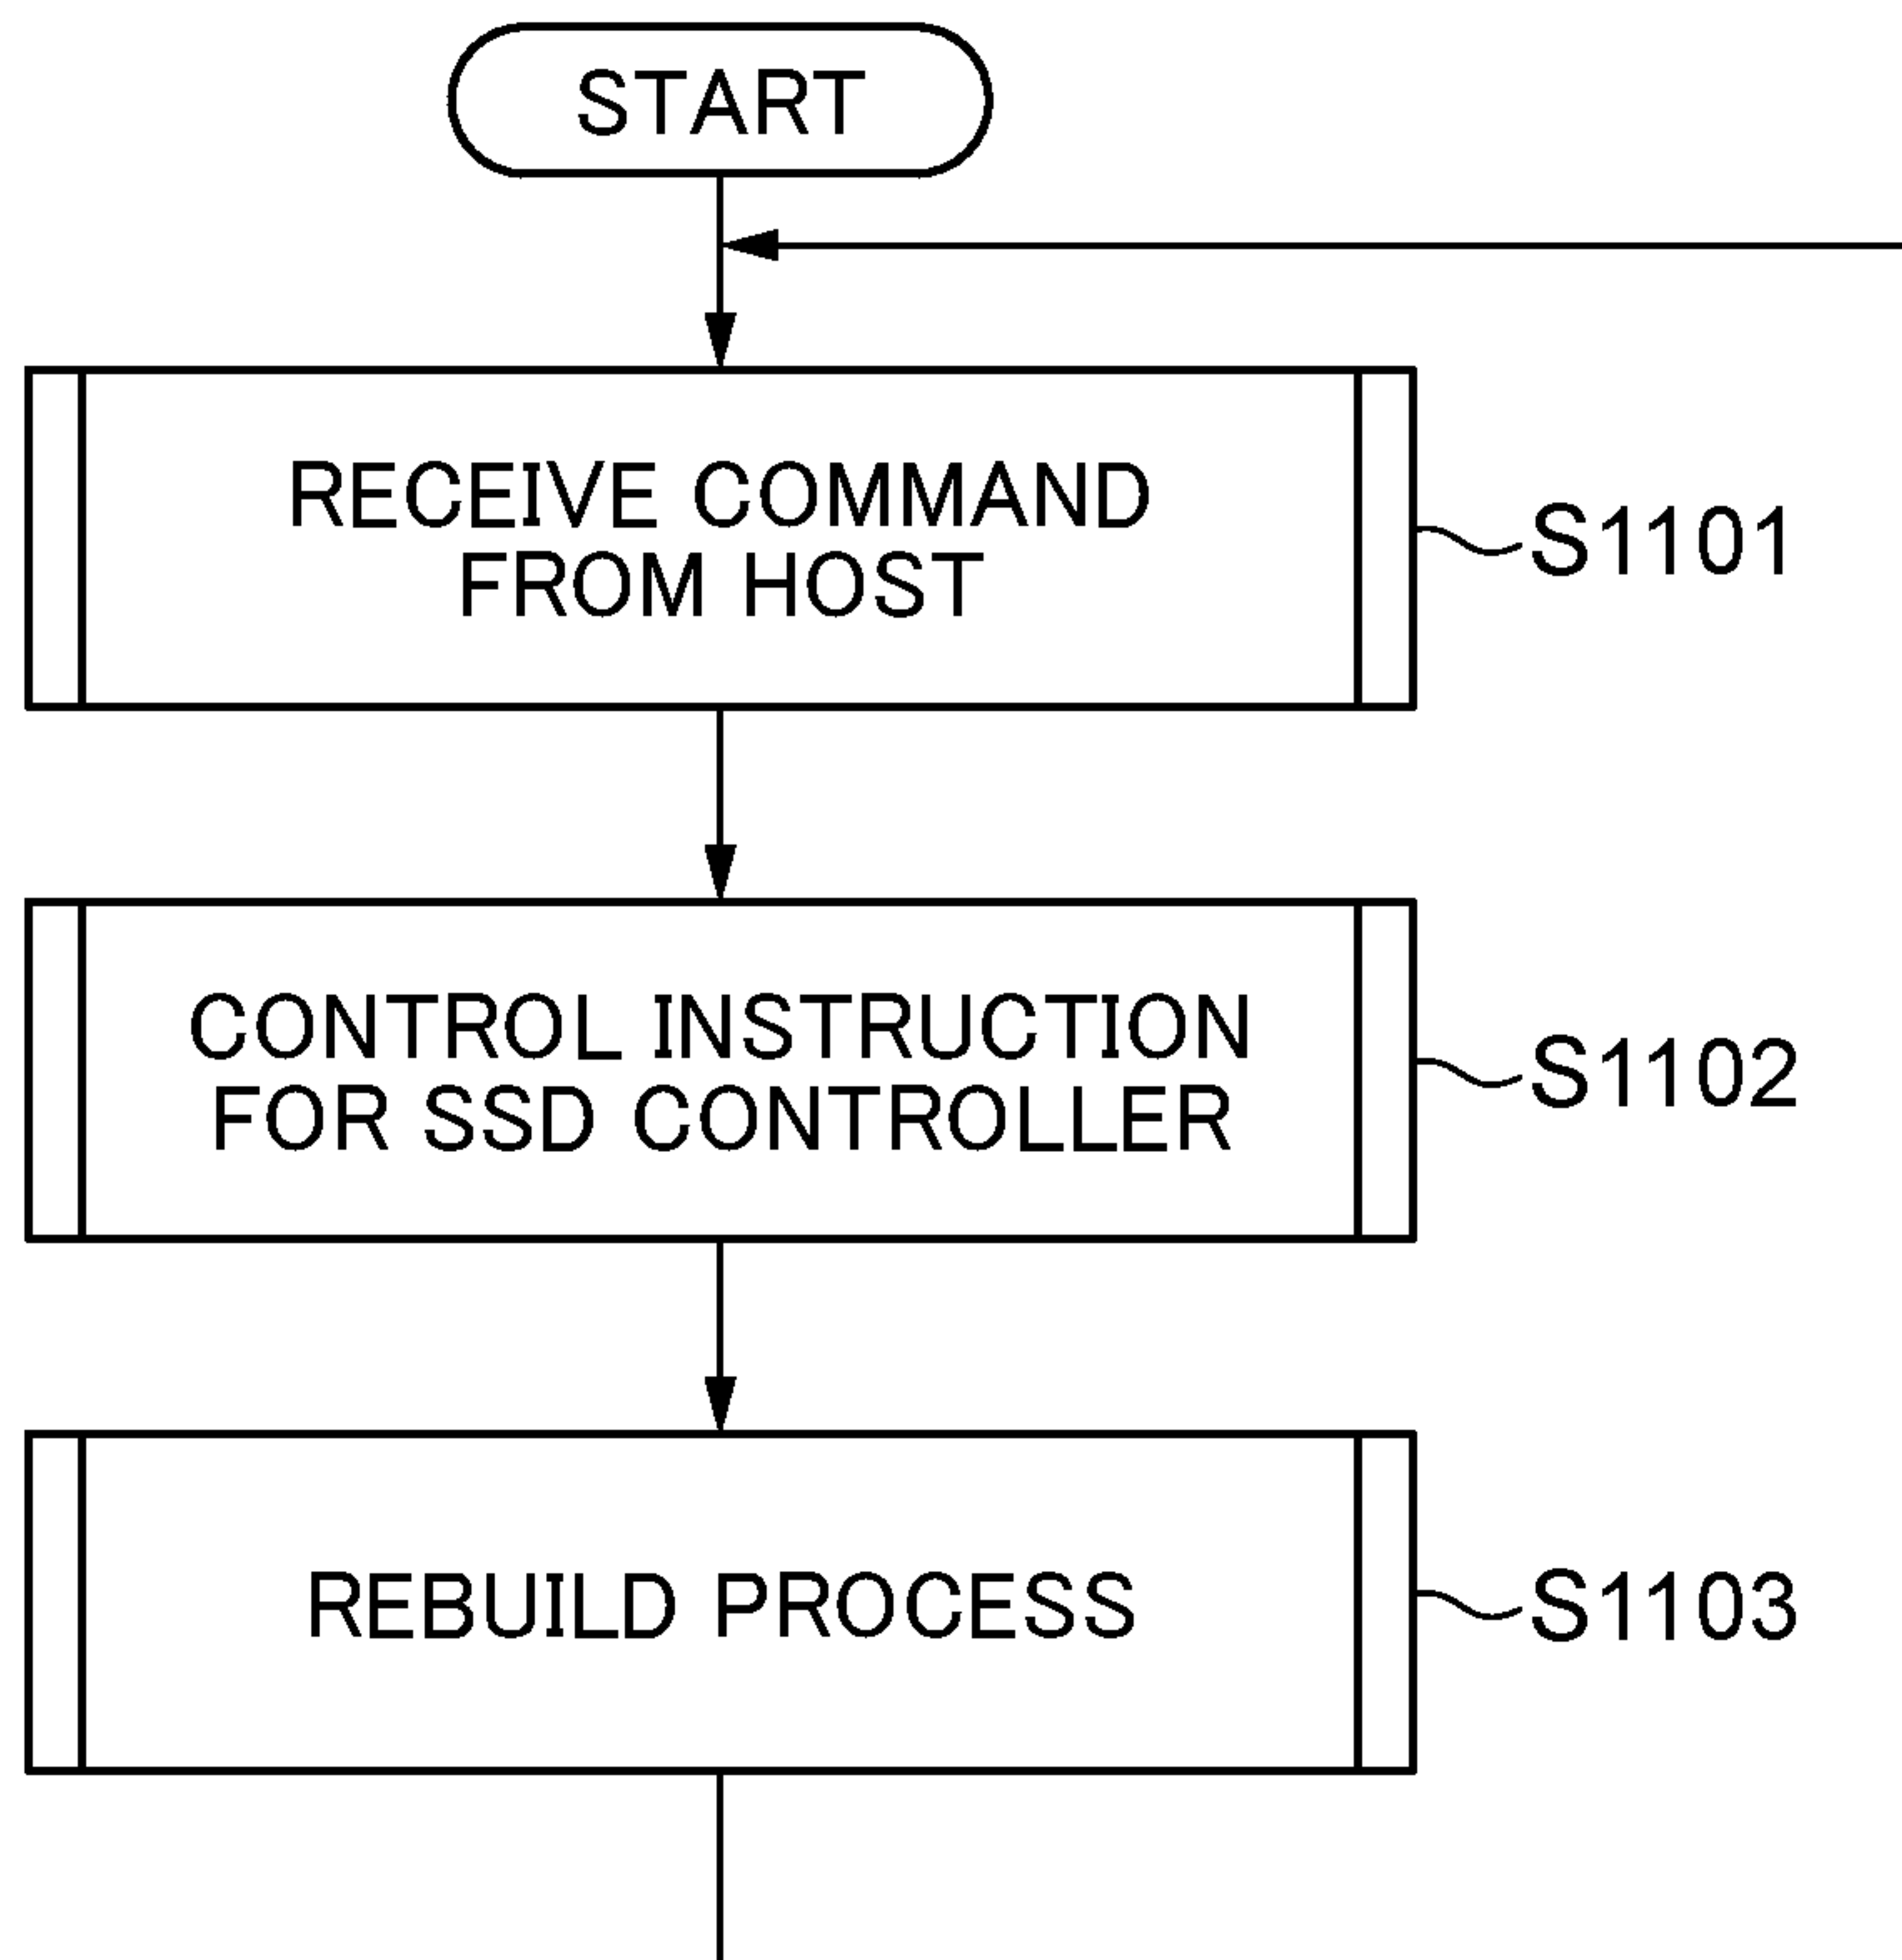 START
RECEIVE COMMAND
FROM HOST
S1101
CONTROL INSTRUCTION
FOR SSD CONTROLLER
S1102
REBUILD PROCESS
S1103